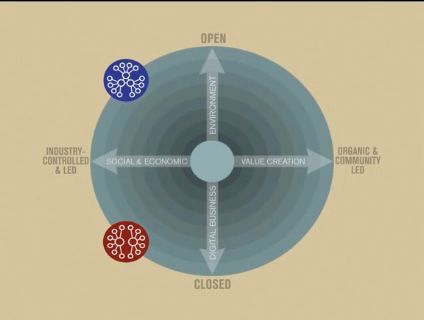 OPEN
ENVIRONMENT
INDUSTRY-
CONTROLLED
& LED
SOCIAL & ECONOMIC
VALUE CREATION
ORGANIC &
COMMUNITY
LED
DIGITAL BUSINESS
CLOSED